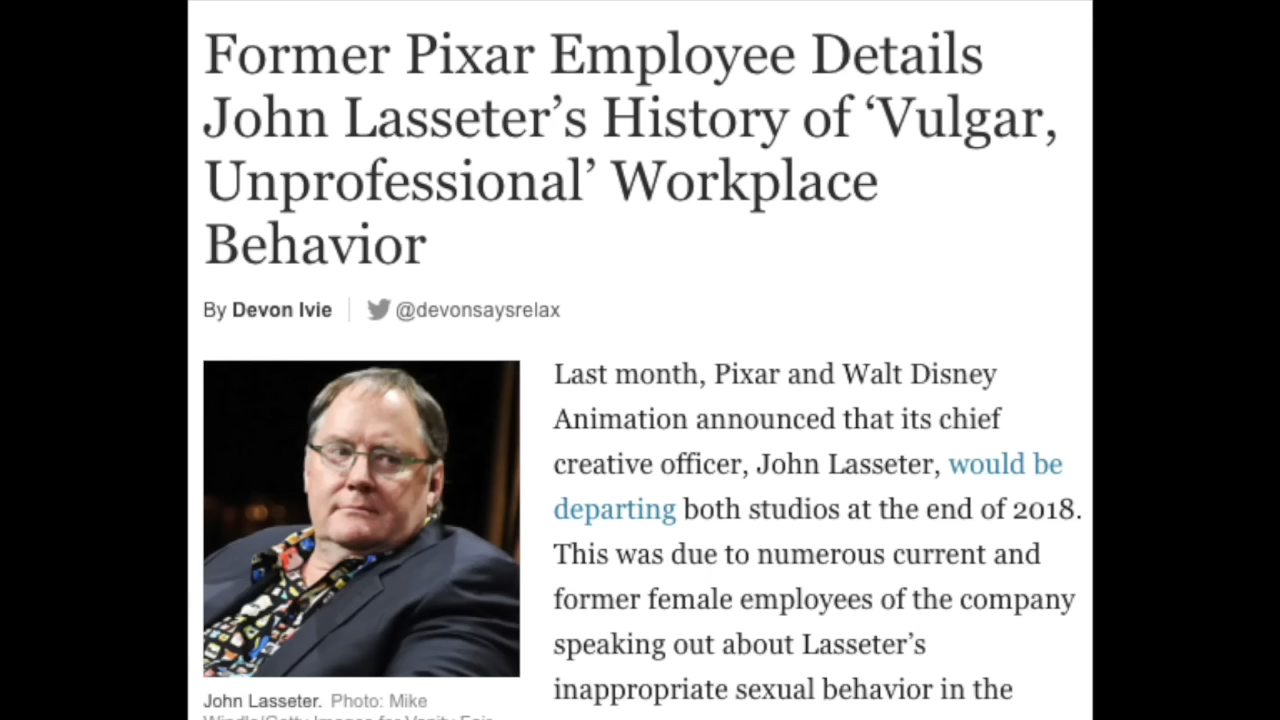 Former Pixar Employee Details
John Lasseter’s History of ‘Vulgar,
Unprofessional’ Workplace
Behavior
By Devon Ivie
@devonsaysrelax
Last month, Pixar and Walt Disney
Animation announced that its chief
creative officer, John Lasseter, would be
departing both studios at the end of 2018.
This was due to numerous current and
former female employees of the company
speaking out about Lasseter’s
inappropriate sexual behavior in the
John Lasseter. Photo: Mike